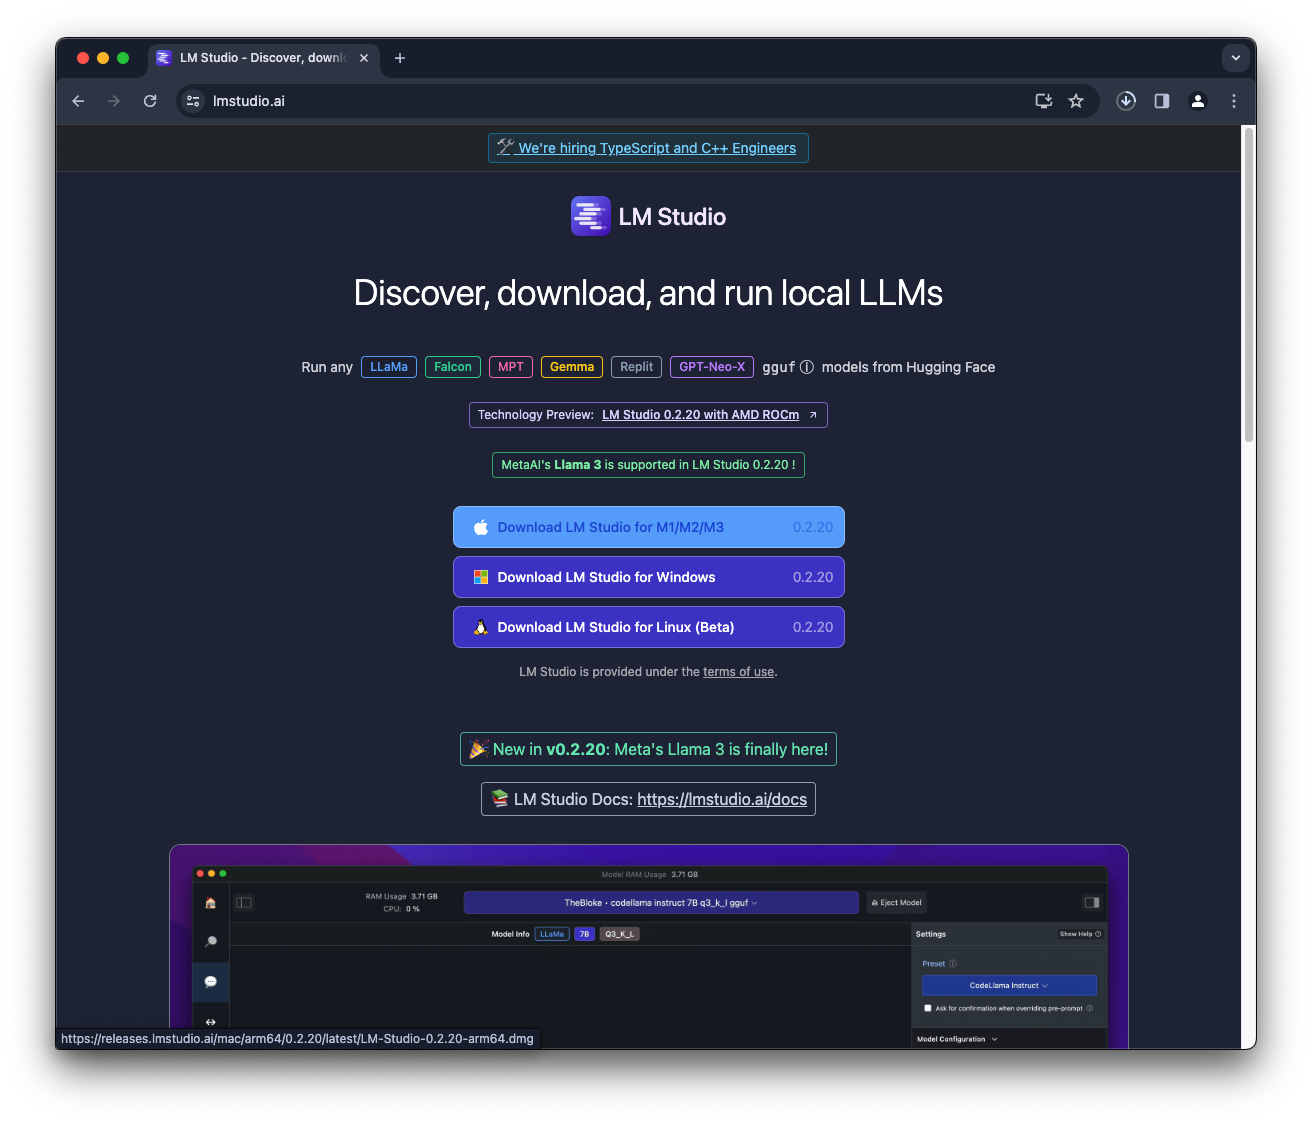 LM Studio - Discover, downl
lmstudio.ai
We're hiring TypeScript and C++ Engineers
LM Studio
Discover, download, and run local LLMs
Run any LLaMa Falcon MPT Gemma Replit GPT-Neo-X gguf models from Hugging Face
Technology Preview: LM Studio 0.2.20 with AMD ROCm
MetaAI's Llama 3 is supported in LM Studio 0.2.20 !
Download LM Studio for M1/M2/M3 0.2.20
Download LM Studio for Windows 0.2.20
Download LM Studio for Linux (Beta) 0.2.20
LM Studio is provided under the terms of use.
New in v0.2.20: Meta's Llama 3 is finally here!
LM Studio Docs: https://lmstudio.ai/docs
Model RAM Usage 3.71 GB
RAM Usage 3.71 GB
CPU: 0 %
TheBloke • codellama instruct 7B q3_k_l gguf
Eject Model
Model Info LLaMa 7B Q3_K_L
Settings Show Help
Preset
CodeLlama Instruct
Ask for confirmation when overriding pre-prompt
Model Configuration
https://releases.lmstudio.ai/mac/arm64/0.2.20/latest/LM-Studio-0.2.20-arm64.dmg